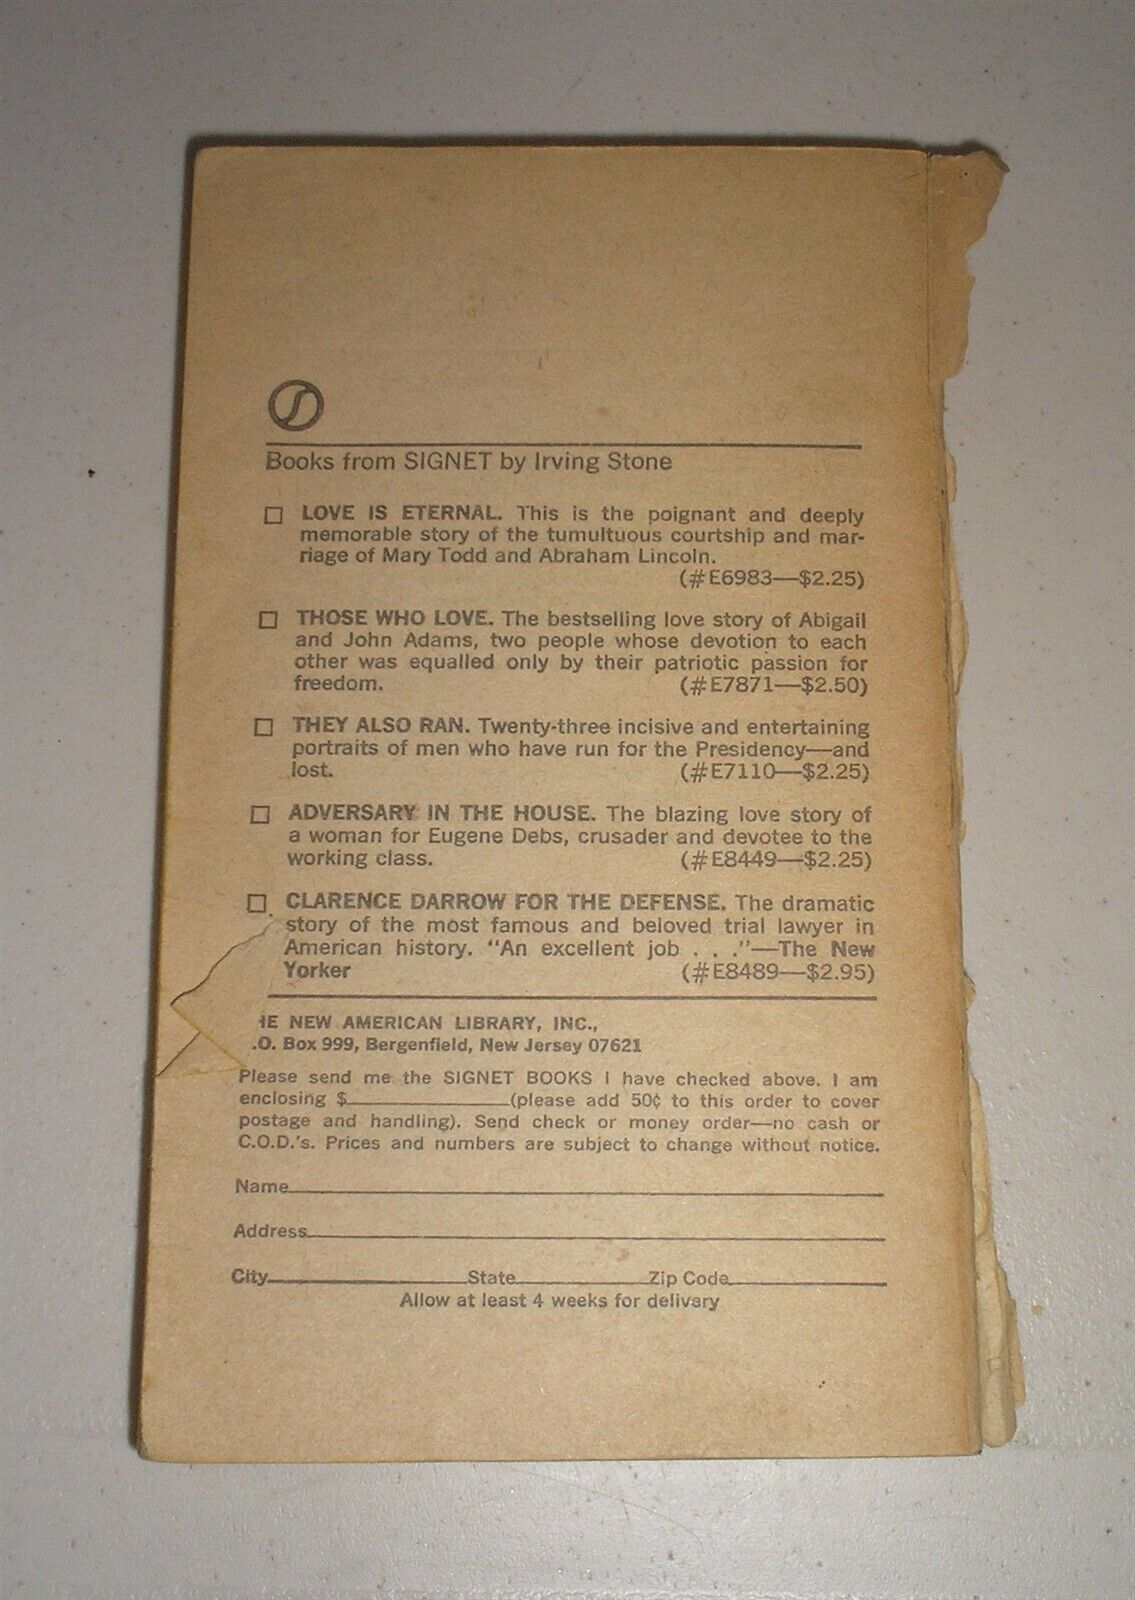 Books from SIGNET by Irving Stone
LOVE IS ETERNAL. This is the poignant and deeply
memorable story of the tumultuous courtship and mar-
riage of Mary Todd and Abraham Lincoln.
(#E6983—$2.25)
THOSE WHO LOVE. The bestselling love story of Abigail
and John Adams, two people whose devotion to each
other was equalled only by their patriotic passion for
freedom. (#E7871—$2.50)
THEY ALSO RAN. Twenty-three incisive and entertaining
portraits of men who have run for the Presidency—and
lost. (#E7110—$2.25)
ADVERSARY IN THE HOUSE. The blazing love story of
a woman for Eugene Debs, crusader and devotee to the
working class. (#E8449—$2.25)
CLARENCE DARROW FOR THE DEFENSE. The dramatic
story of the most famous and beloved trial lawyer in
American history. "An excellent job . . ."—The New
Yorker (#E8489—$2.95)
HE NEW AMERICAN LIBRARY, INC.,
.O. Box 999, Bergenfield, New Jersey 07621
Please send me the SIGNET BOOKS I have checked above. I am
enclosing $__________(please add 50¢ to this order to cover
postage and handling). Send check or money order—no cash or
C.O.D.'s. Prices and numbers are subject to change without notice.
Name
Address
City State Zip Code
Allow at least 4 weeks for delivary